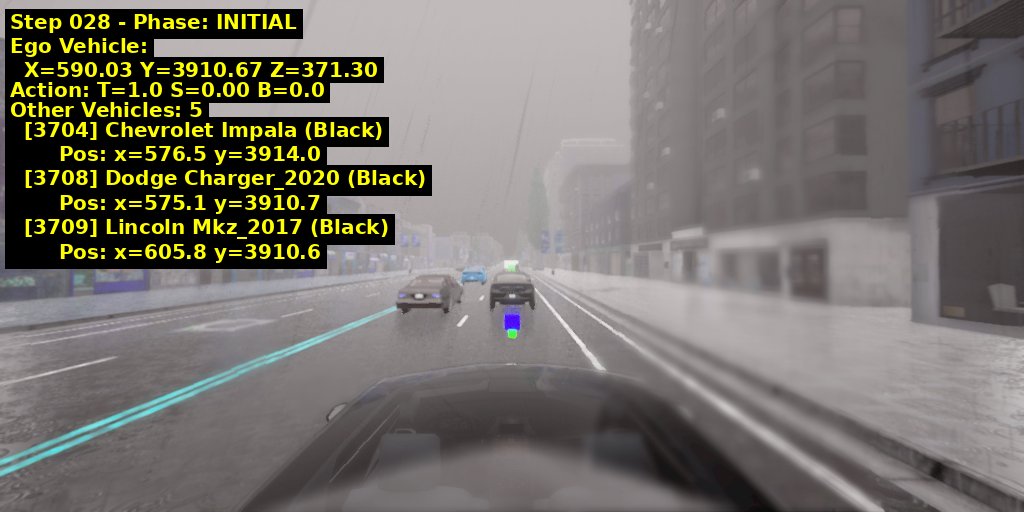 Step 028 - Phase: INITIAL
Ego Vehicle:
X=590.03 Y=3910.67 Z=371.30
Action: T=1.0 S=0.00 B=0.0
Other Vehicles: 5
[3704] Chevrolet Impala (Black)
Pos: x=576.5 y=3914.0
[3708] Dodge Charger_2020 (Black)
Pos: x=575.1 y=3910.7
[3709] Lincoln Mkz_2017 (Black)
Pos: x=605.8 y=3910.6